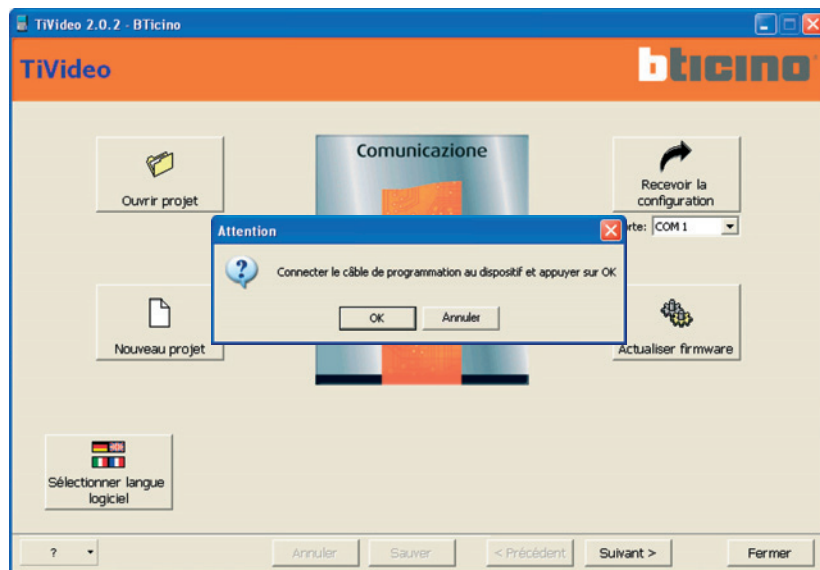 TiVideo 2.0.2 - BTicino
TiVideo
bticino
Comunicazione
Ouvrir projet
Recevoir la
configuration
COM 1
Attention
Connecter le câble de programmation au dispositif et appuyer sur OK
OK Annuler
Nouveau projet
Actualiser firmware
Sélectionner langue
logiciel
? Annuler Sauver < Précédent Suivant > Fermer